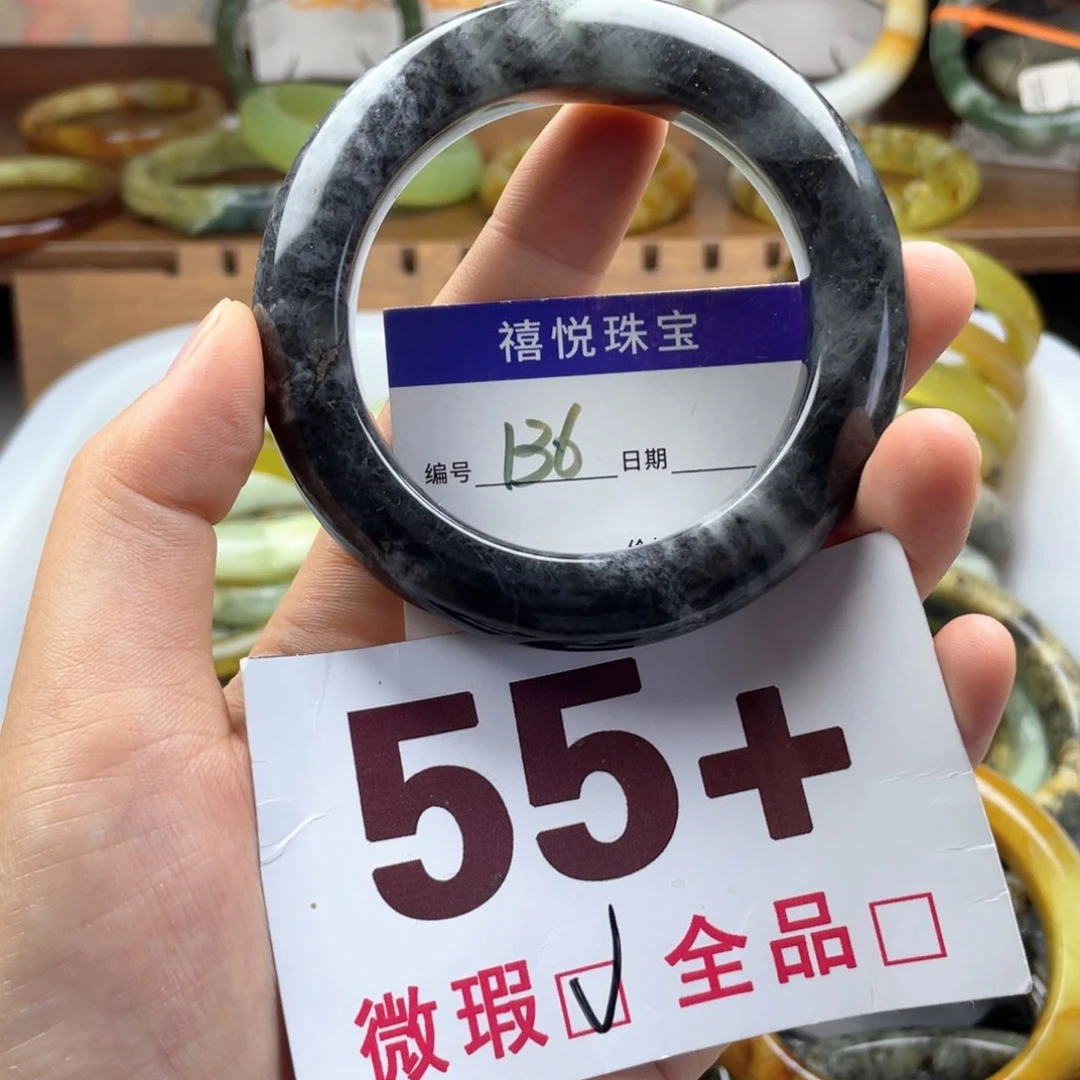 禧悦珠宝
编号 136 日期
55+
微瑕 ☑ 全品 □